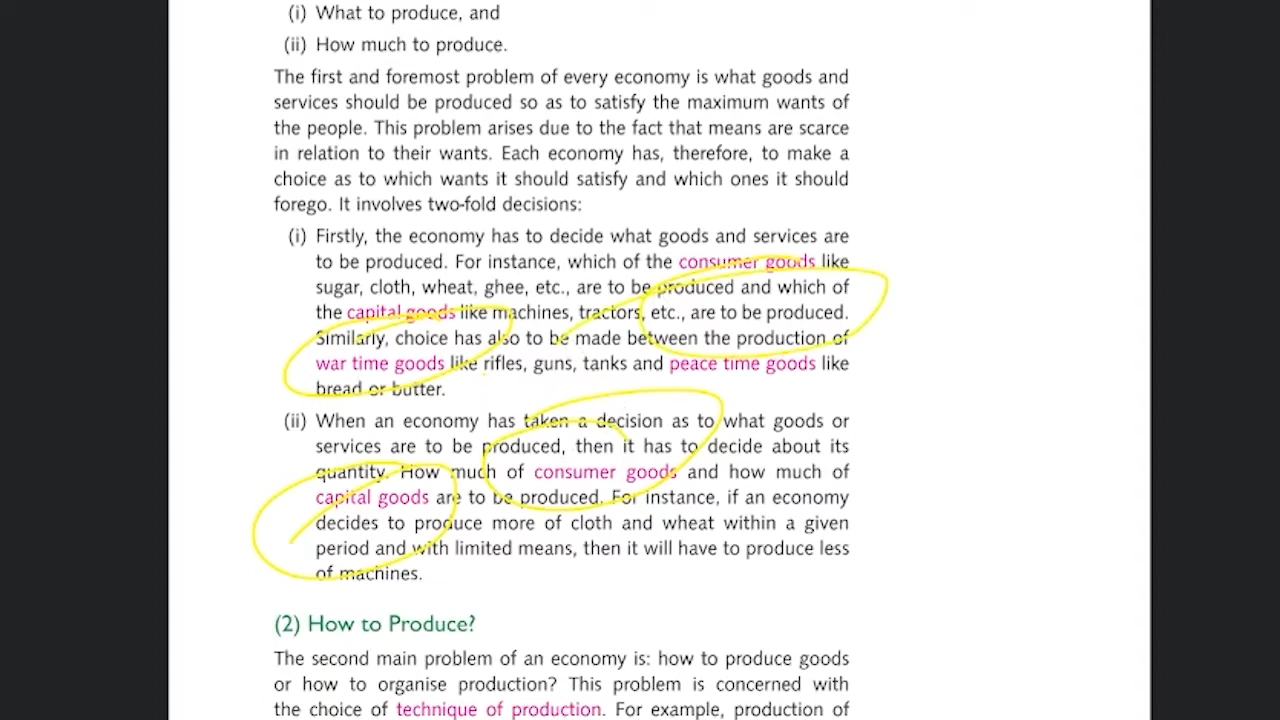 (i) What to produce, and
(ii) How much to produce.
The first and foremost problem of every economy is what goods and
services should be produced so as to satisfy the maximum wants of
the people. This problem arises due to the fact that means are scarce
in relation to their wants. Each economy has, therefore, to make a
choice as to which wants it should satisfy and which ones it should
forego. It involves two-fold decisions:
(i) Firstly, the economy has to decide what goods and services are
to be produced. For instance, which of the consumer goods like
sugar, cloth, wheat, ghee, etc., are to be produced and which of
the capital goods like machines, tractors, etc., are to be produced.
Similarly, choice has also to be made between the production of
war time goods like rifles, guns, tanks and peace time goods like
bread or butter.
(ii) When an economy has taken a decision as to what goods or
services are to be produced, then it has to decide about its
quantity. How much of consumer goods and how much of
capital goods are to be produced. For instance, if an economy
decides to produce more of cloth and wheat within a given
period and with limited means, then it will have to produce less
of machines.
(2) How to Produce?
The second main problem of an economy is: how to produce goods
or how to organise production? This problem is concerned with
the choice of technique of production. For example, production of